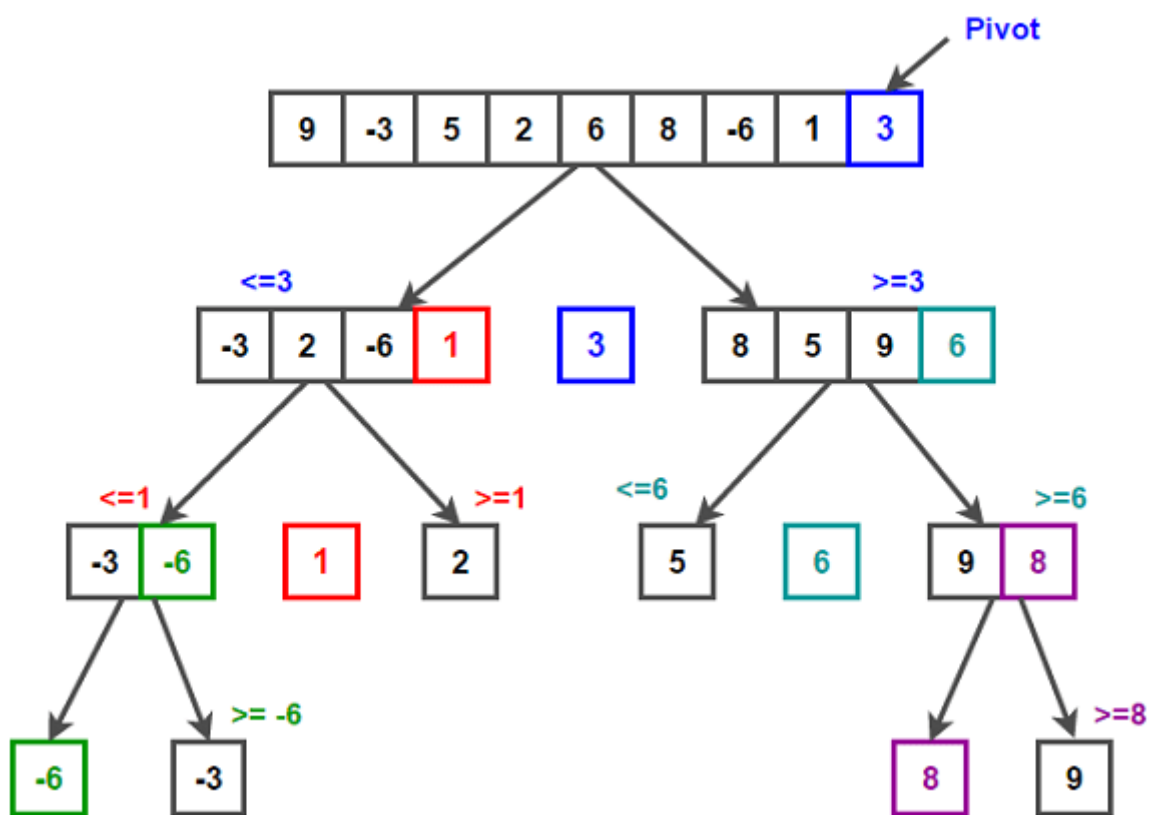 Pivot
9 -3 5 2 6 8 -6 1 3
<=3 >=3
-3 2 -6 1 3 8 5 9 6
<=1 >=1 <=6 >=6
-3 -6 1 2 5 6 9 8
>= -6 >=8
-6 -3 8 9